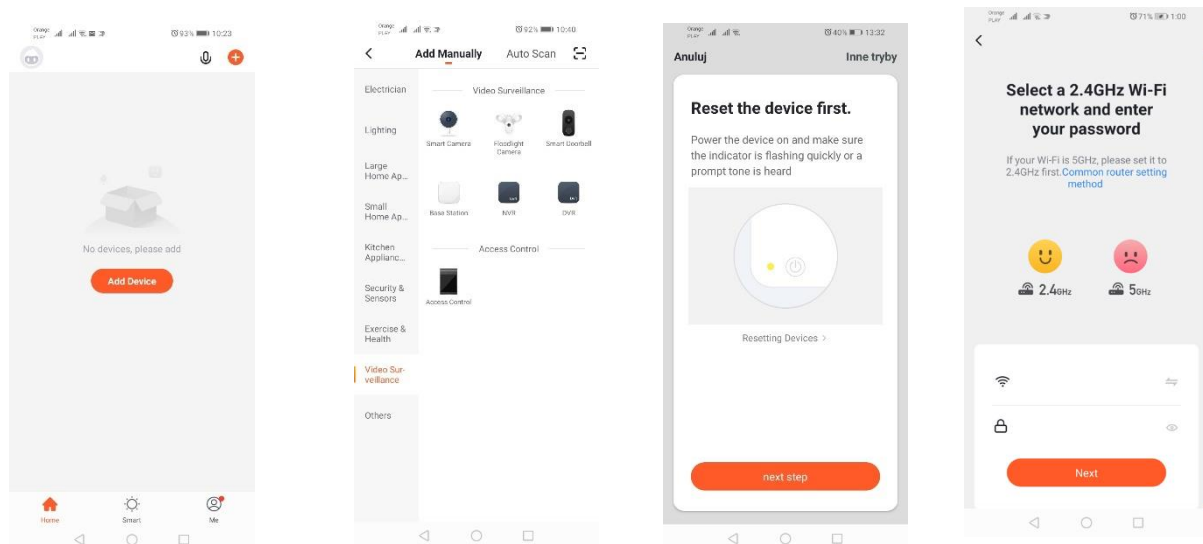 Orange
PLAY
93% 10:23
No devices, please add
Add Device
Home
Smart
Me
Orange
PLAY
92% 10:40
Add Manually
Auto Scan
Electrician
Video Surveillance
Smart Camera
Floodlight
Camera
Smart Doorbell
Lighting
Large
Home Ap...
Small
Home Ap...
Base Station
NVR
DVR
Kitchen
Applianc...
Access Control
Security &
Sensors
Access Control
Exercise &
Health
Video Sur-
veillance
Others
Orange
PLAY
40% 13:32
Anuluj
Inne tryby
Reset the device first.
Power the device on and make sure
the indicator is flashing quickly or a
prompt tone is heard
Resetting Devices >
next step
Orange
PLAY
71% 1:00
Select a 2.4GHz Wi-Fi
network and enter
your password
If your Wi-Fi is 5GHz, please set it to
2.4GHz first.Common router setting
method
2.4GHz
5GHz
Next